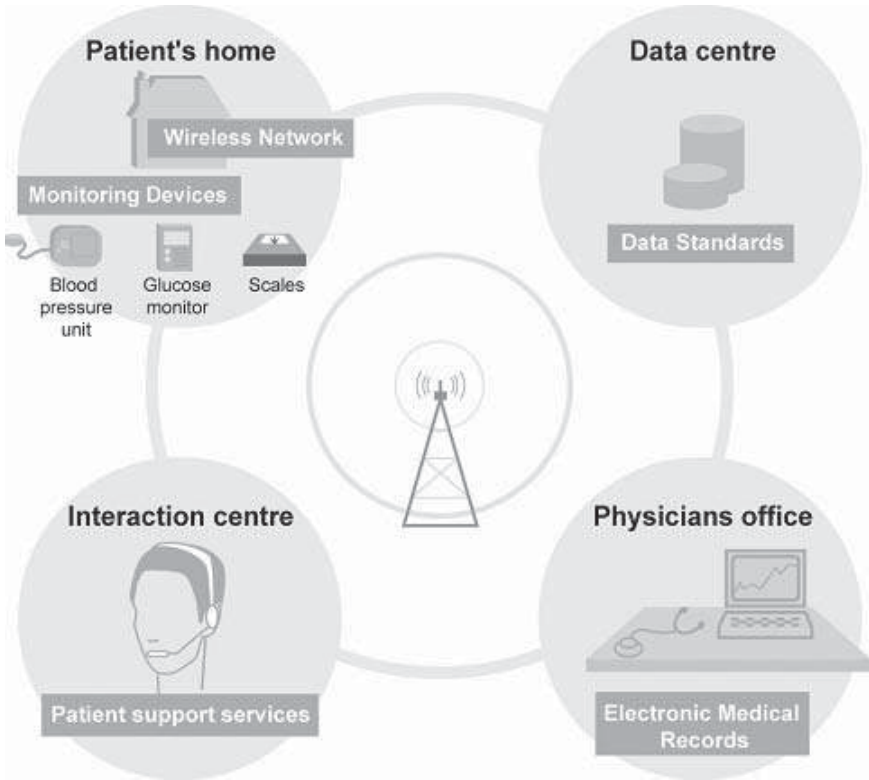 Patient's home
Wireless Network
Monitoring Devices
Blood
pressure
unit
Glucose
monitor
Scales
Data centre
Data Standards
Interaction centre
Patient support services
Physicians office
Electronic Medical
Records